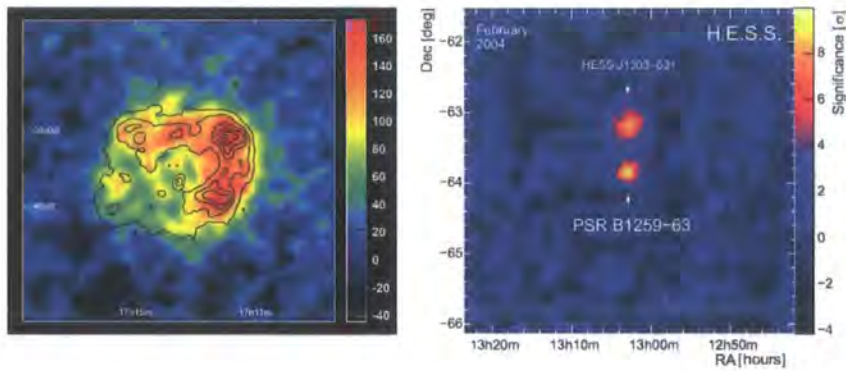 160
140
120
100
80
60
40
20
0
-20
-40
17h15m
Dec [deg]
−62
−63
−64
−65
−66
February
2004
H.E.S.S.
HESS J1303−631
PSR B1259−63
13h20m
13h10m
13h00m
12h50m
RA [hours]
8
6
4
2
0
−2
−4
Significance [σ]